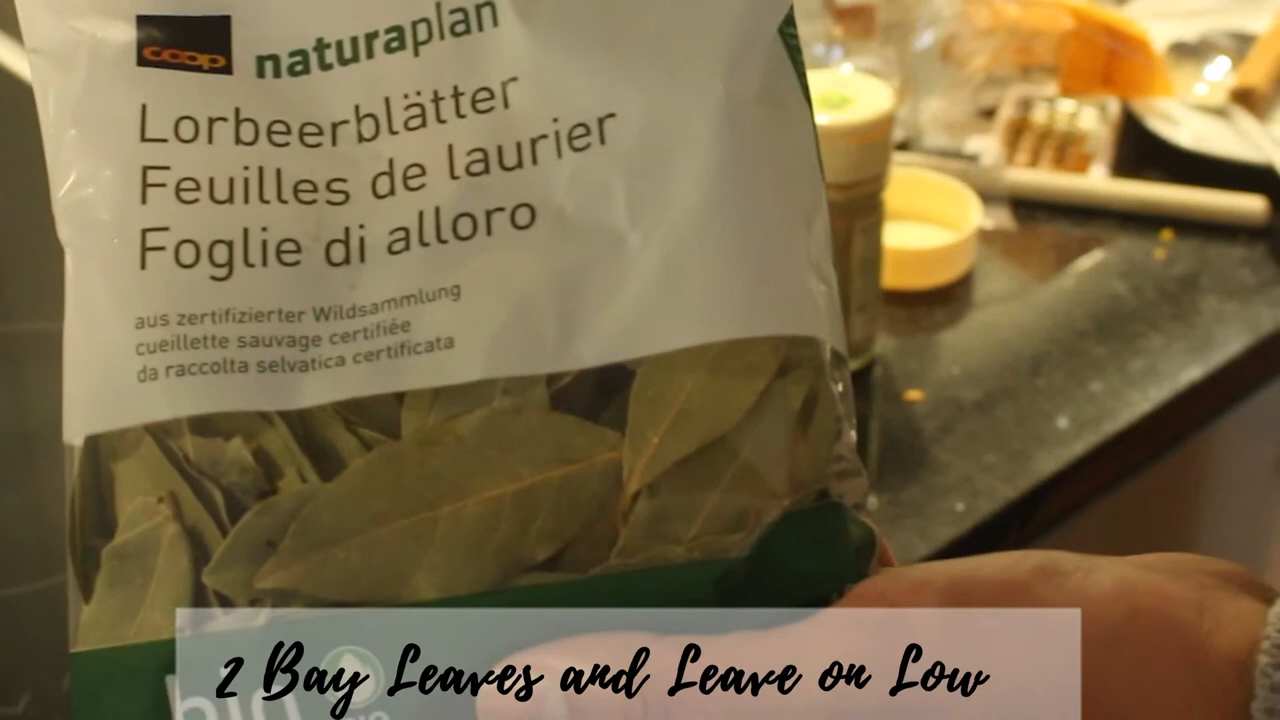 coop naturaplan
Lorbeerblätter
Feuilles de laurier
Foglie di alloro
aus zertifizierter Wildsammlung
cueillette sauvage certifiée
da raccolta selvatica certificata
2 Bay Leaves and Leave on Low
bio